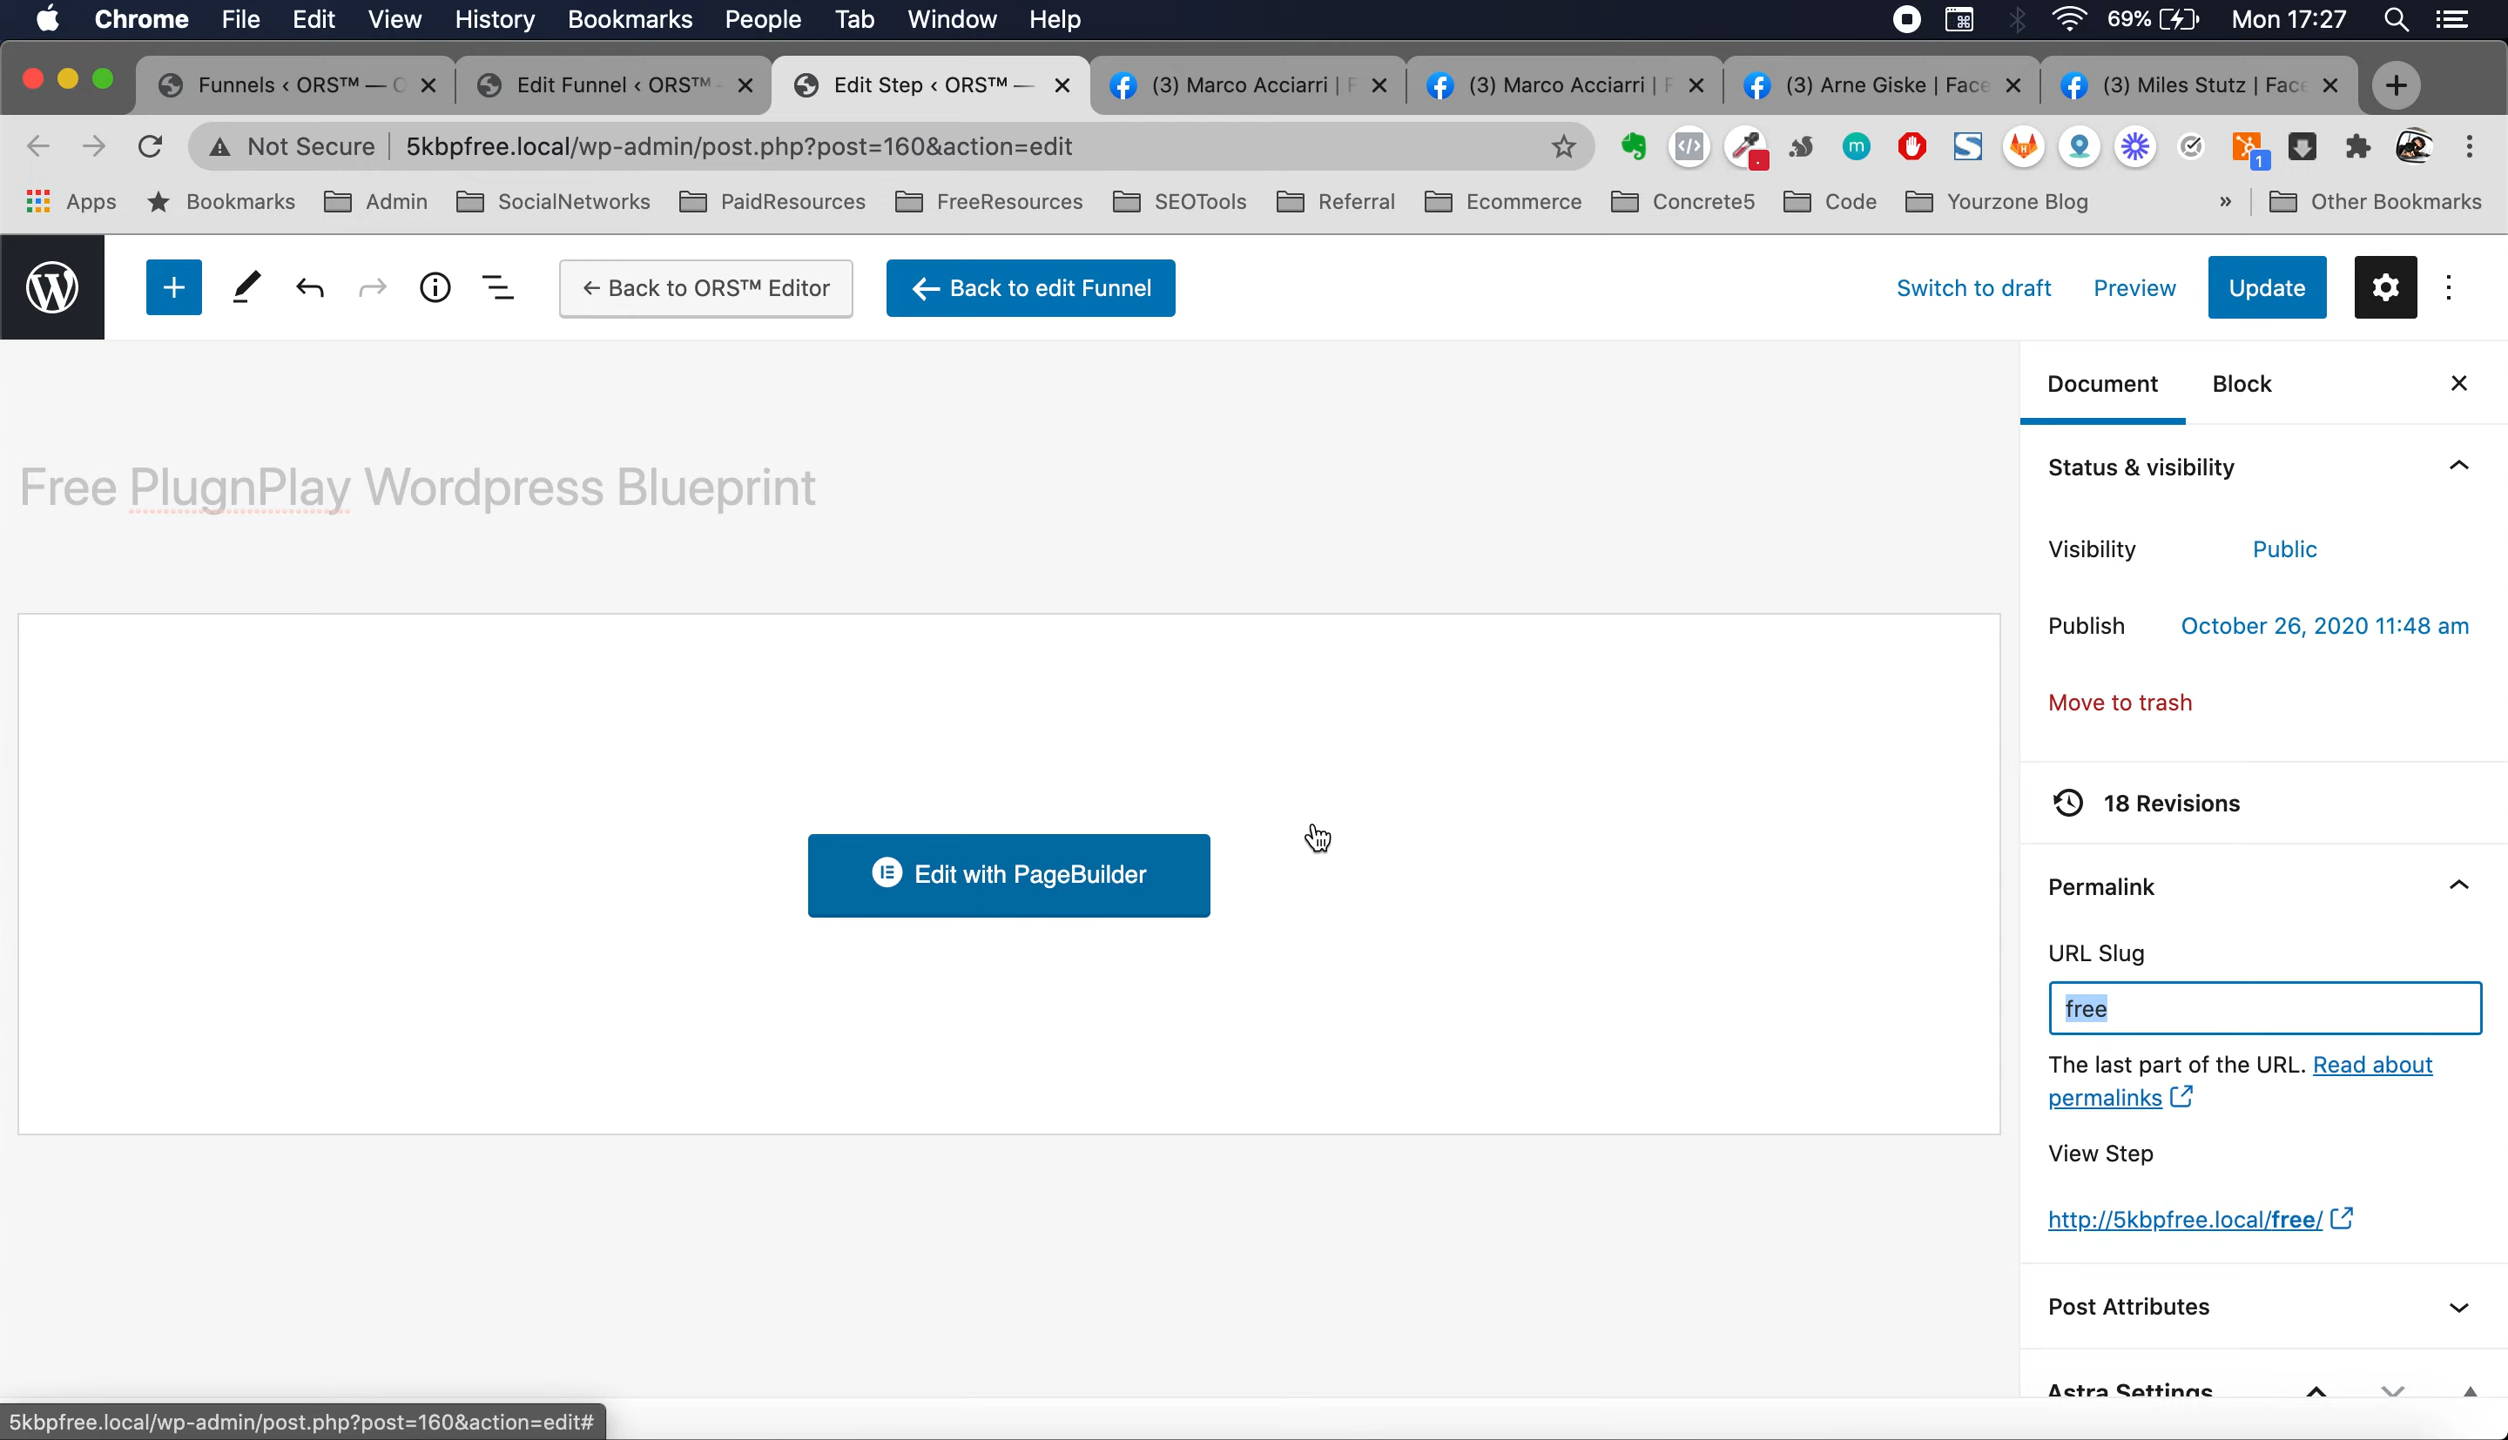 Chrome File Edit View History Bookmarks People Tab Window Help 69% Mon 17:27
Funnels ‹ ORS™ — Edit Funnel ‹ ORS™ Edit Step ‹ ORS™ — (3) Marco Acciarri | (3) Marco Acciarri | (3) Arne Giske | Face (3) Miles Stutz | Face
Not Secure 5kbpfree.local/wp-admin/post.php?post=160&action=edit
Apps Bookmarks Admin SocialNetworks PaidResources FreeResources SEOTools Referral Ecommerce Concrete5 Code Yourzone Blog » Other Bookmarks
← Back to ORS™ Editor ← Back to edit Funnel Switch to draft Preview Update
Document Block
Status & visibility
Free PlugnPlay Wordpress Blueprint
Visibility Public
Publish October 26, 2020 11:48 am
Move to trash
18 Revisions
Edit with PageBuilder
Permalink
URL Slug
free
The last part of the URL. Read about
permalinks
View Step
http://5kbpfree.local/free/
Post Attributes
Astra Settings
5kbpfree.local/wp-admin/post.php?post=160&action=edit#